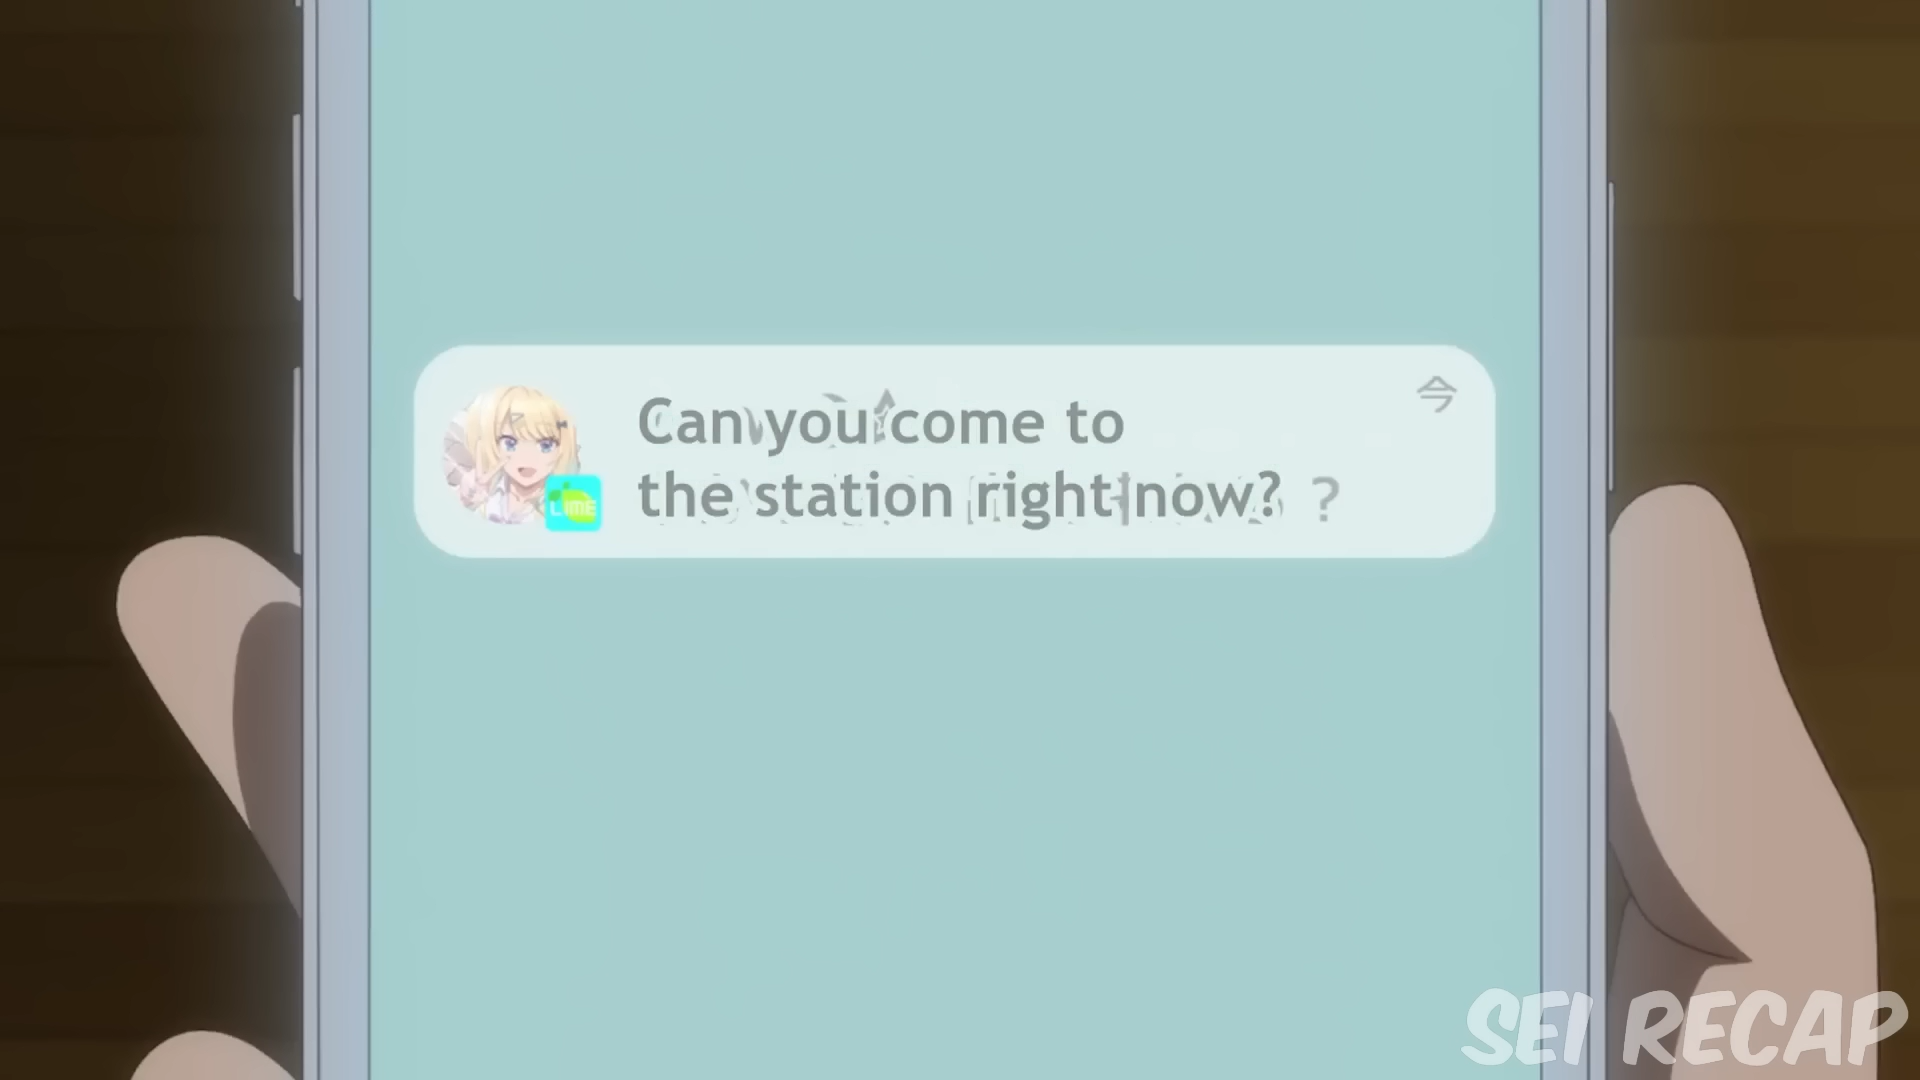 今
Can you come to
the station right now? ?
LIME
SEI RECAP